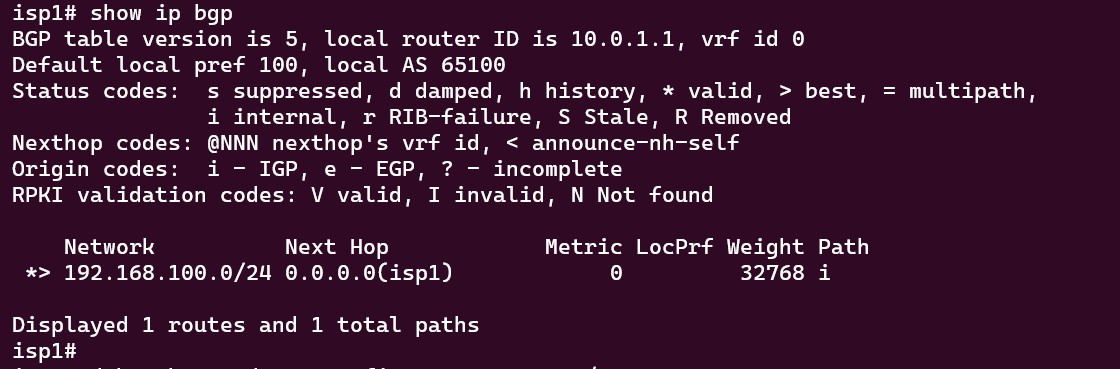 isp1# show ip bgp
BGP table version is 5, local router ID is 10.0.1.1, vrf id 0
Default local pref 100, local AS 65100
Status codes:  s suppressed, d damped, h history, * valid, > best, = multipath,
               i internal, r RIB-failure, S Stale, R Removed
Nexthop codes: @NNN nexthop's vrf id, < announce-nh-self
Origin codes:  i - IGP, e - EGP, ? - incomplete
RPKI validation codes: V valid, I invalid, N Not found
    Network          Next Hop            Metric LocPrf Weight Path
 *> 192.168.100.0/24 0.0.0.0(isp1)            0         32768 i
Displayed 1 routes and 1 total paths
isp1#